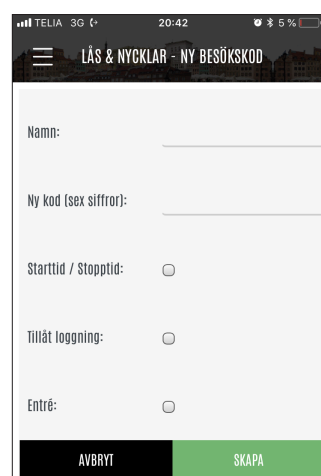 TELIA 3G 20:42 5 %
LÅS & NYCKLAR - NY BESÖKSKOD
Namn:
Ny kod (sex siffror):
Starttid / Stopptid:
Tillåt loggning:
Entré:
AVBRYT SKAPA